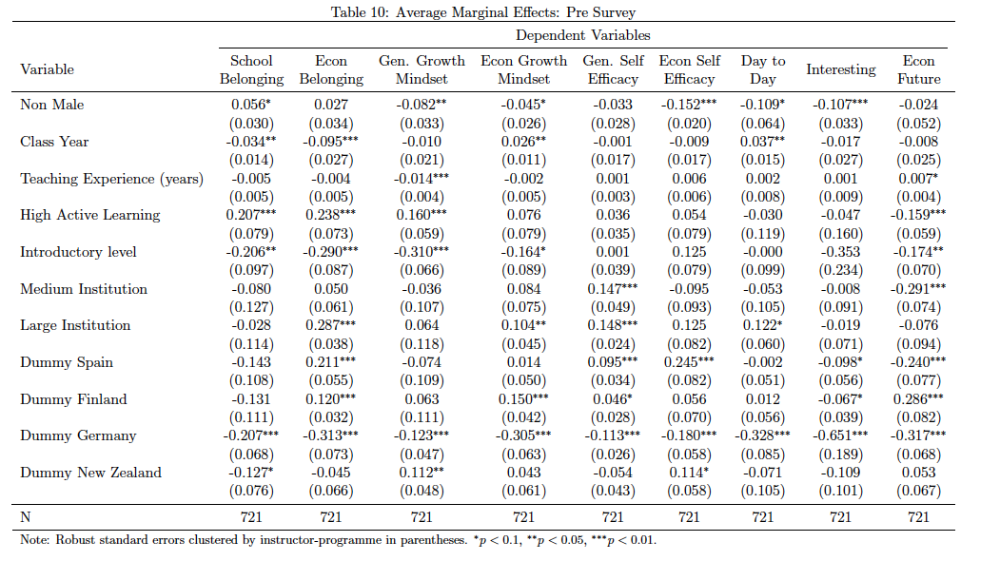 Table 10: Average Marginal Effects: Pre Survey
Dependent Variables
Variable School Belonging Econ Belonging Gen. Growth Mindset Econ Growth Mindset Gen. Self Efficacy Econ Self Efficacy Day to Day Interesting Econ Future
Non Male 0.056* 0.027 -0.082** -0.045* -0.033 -0.152*** -0.109* -0.107*** -0.024
(0.030) (0.034) (0.033) (0.026) (0.028) (0.020) (0.064) (0.033) (0.052)
Class Year -0.034** -0.095*** -0.010 0.026** -0.001 -0.009 0.037** -0.017 -0.008
(0.014) (0.027) (0.021) (0.011) (0.017) (0.017) (0.015) (0.027) (0.025)
Teaching Experience (years) -0.005 -0.004 -0.014*** -0.002 0.001 0.006 0.002 0.001 0.007*
(0.005) (0.005) (0.004) (0.005) (0.003) (0.006) (0.008) (0.009) (0.004)
High Active Learning 0.207*** 0.238*** 0.160*** 0.076 0.036 0.054 -0.030 -0.047 -0.159***
(0.079) (0.073) (0.059) (0.079) (0.035) (0.079) (0.119) (0.160) (0.059)
Introductory level -0.206** -0.290*** -0.310*** -0.164* 0.001 0.125 -0.000 -0.353 -0.174**
(0.097) (0.087) (0.066) (0.089) (0.039) (0.079) (0.099) (0.234) (0.070)
Medium Institution -0.080 0.050 -0.036 0.084 0.147*** -0.095 -0.053 -0.008 -0.291***
(0.127) (0.061) (0.107) (0.075) (0.049) (0.093) (0.105) (0.091) (0.074)
Large Institution -0.028 0.287*** 0.064 0.104** 0.148*** 0.125 0.122* -0.019 -0.076
(0.114) (0.038) (0.118) (0.045) (0.024) (0.082) (0.060) (0.071) (0.094)
Dummy Spain -0.143 0.211*** -0.074 0.014 0.095*** 0.245*** -0.002 -0.098* -0.240***
(0.108) (0.055) (0.109) (0.050) (0.034) (0.082) (0.051) (0.056) (0.077)
Dummy Finland -0.131 0.120*** 0.063 0.150*** 0.046* 0.056 0.012 -0.067* 0.286***
(0.111) (0.032) (0.111) (0.042) (0.028) (0.070) (0.056) (0.039) (0.082)
Dummy Germany -0.207*** -0.313*** -0.123*** -0.305*** -0.113*** -0.180*** -0.328*** -0.651*** -0.317***
(0.068) (0.073) (0.047) (0.063) (0.026) (0.058) (0.085) (0.189) (0.068)
Dummy New Zealand -0.127* -0.045 0.112** 0.043 -0.054 0.114* -0.071 -0.109 0.053
(0.076) (0.066) (0.048) (0.061) (0.043) (0.058) (0.105) (0.101) (0.067)
N 721 721 721 721 721 721 721 721 721
Note: Robust standard errors clustered by instructor-programme in parentheses. *p < 0.1, **p < 0.05, ***p < 0.01.